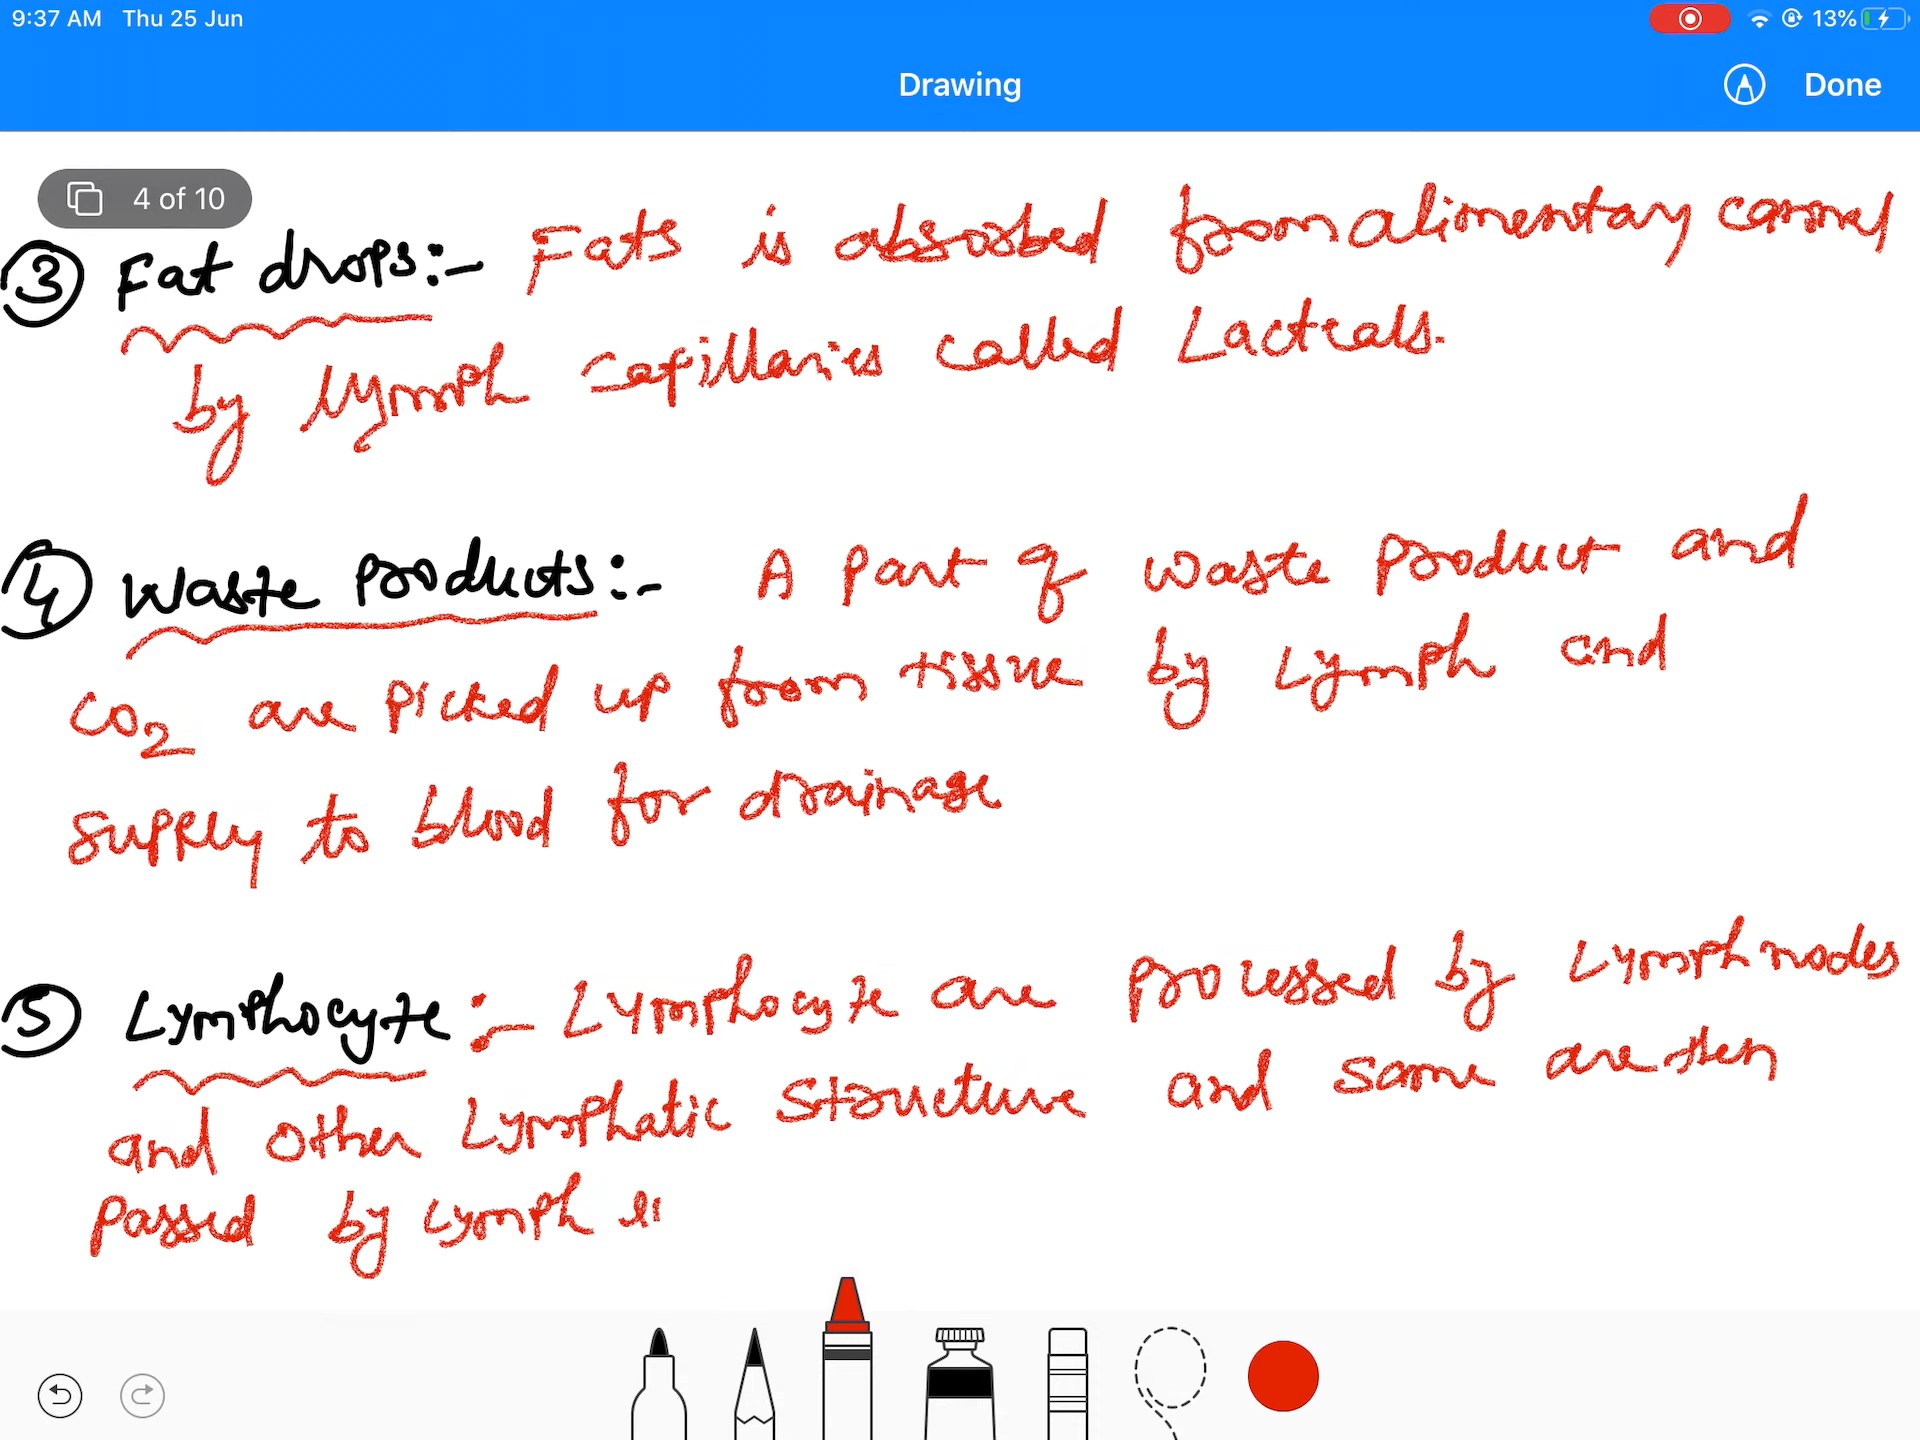 9:37 AM Thu 25 Jun 13%
Drawing Done
4 of 10
③ Fat drops:- Fats is absorbed from alimentary cannel
by lymph capillaries called Lacteals.
④ Waste products:- A part of waste product and
CO2 are picked up from tissue by Lymph and
supply to blood for drainage
⑤ Lymphocyte:- Lymphocyte are processed by Lymph nodes
and other Lymphatic structure and same are then
passed by Lymph